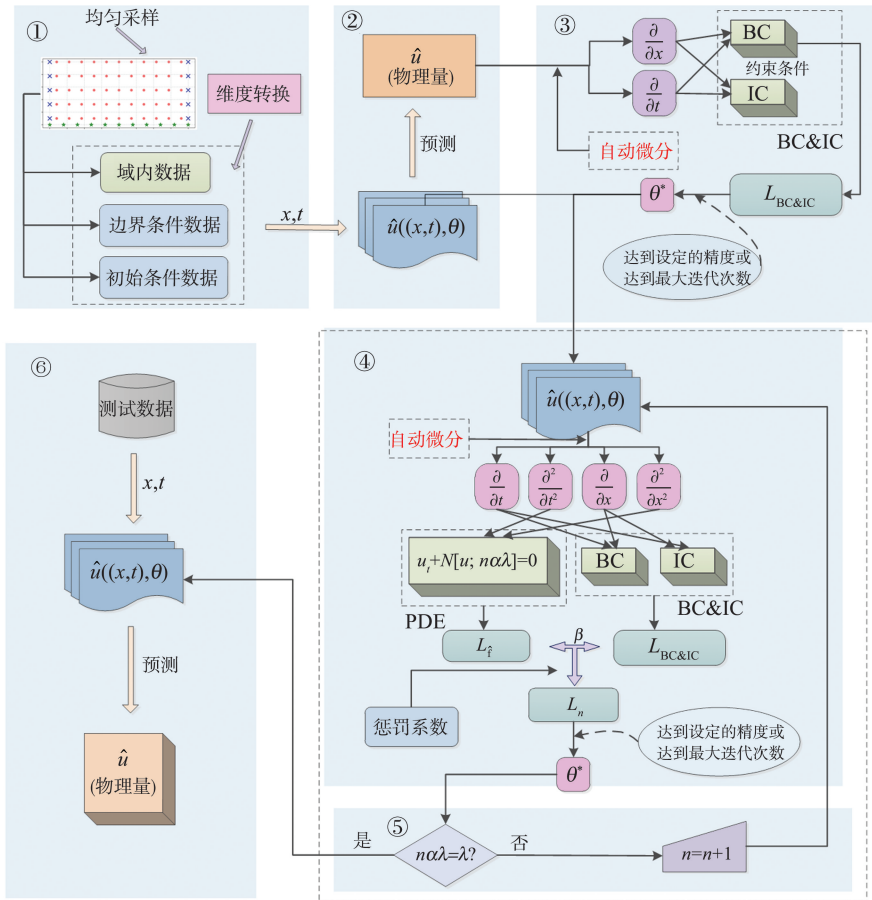 ①
均匀采样
维度转换
域内数据
边界条件数据
初始条件数据
x,t
②
û
(物理量)
预测
û((x,t),θ)
③
∂/∂x
∂/∂t
BC
约束条件
IC
BC&IC
自动微分
θ*
L_BC&IC
达到设定的精度或
达到最大迭代次数
④
û((x,t),θ)
自动微分
∂/∂t
∂²/∂t²
∂/∂x
∂²/∂x²
u_t+N[u; nαλ]=0
BC
IC
PDE
BC&IC
L_f̂
β
L_BC&IC
惩罚系数
L_n
达到设定的精度或
达到最大迭代次数
θ*
⑤
是
nαλ=λ?
否
n=n+1
⑥
测试数据
x,t
û((x,t),θ)
预测
û
(物理量)